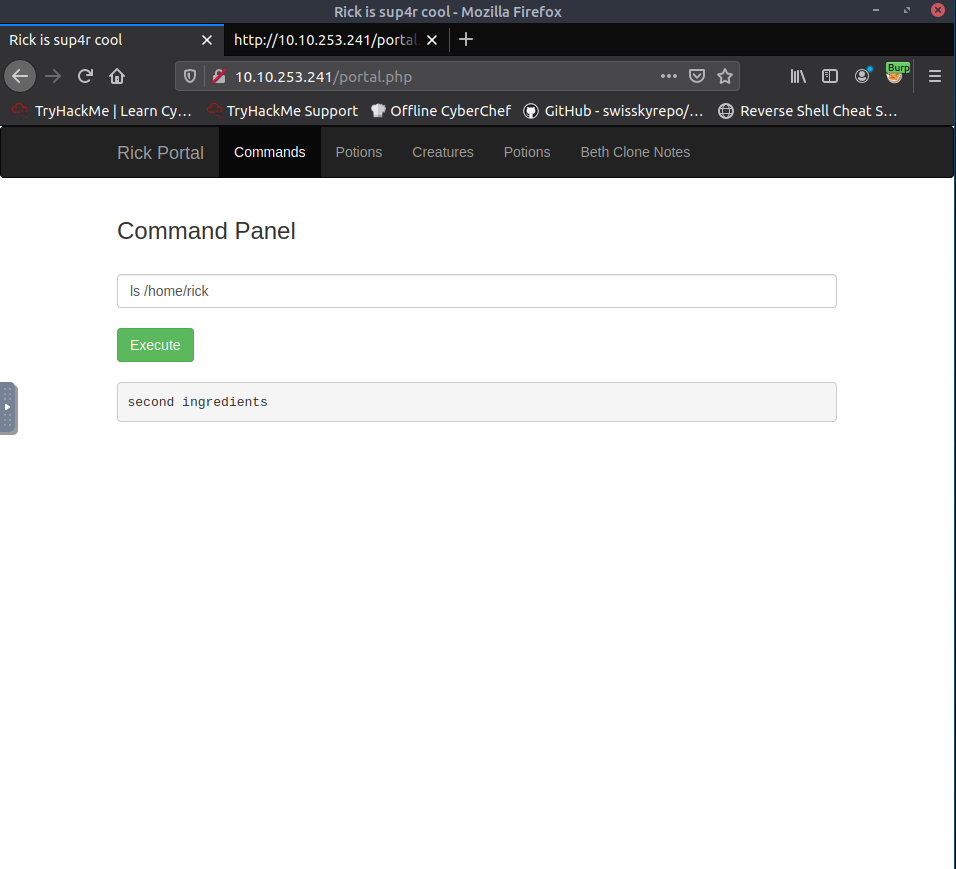 Rick is sup4r cool - Mozilla Firefox
Rick is sup4r cool http://10.10.253.241/portal
10.10.253.241/portal.php Burp
TryHackMe | Learn Cy… TryHackMe Support Offline CyberChef GitHub - swisskyrepo/… Reverse Shell Cheat S…
Rick Portal Commands Potions Creatures Potions Beth Clone Notes
Command Panel
ls /home/rick
Execute
second ingredients